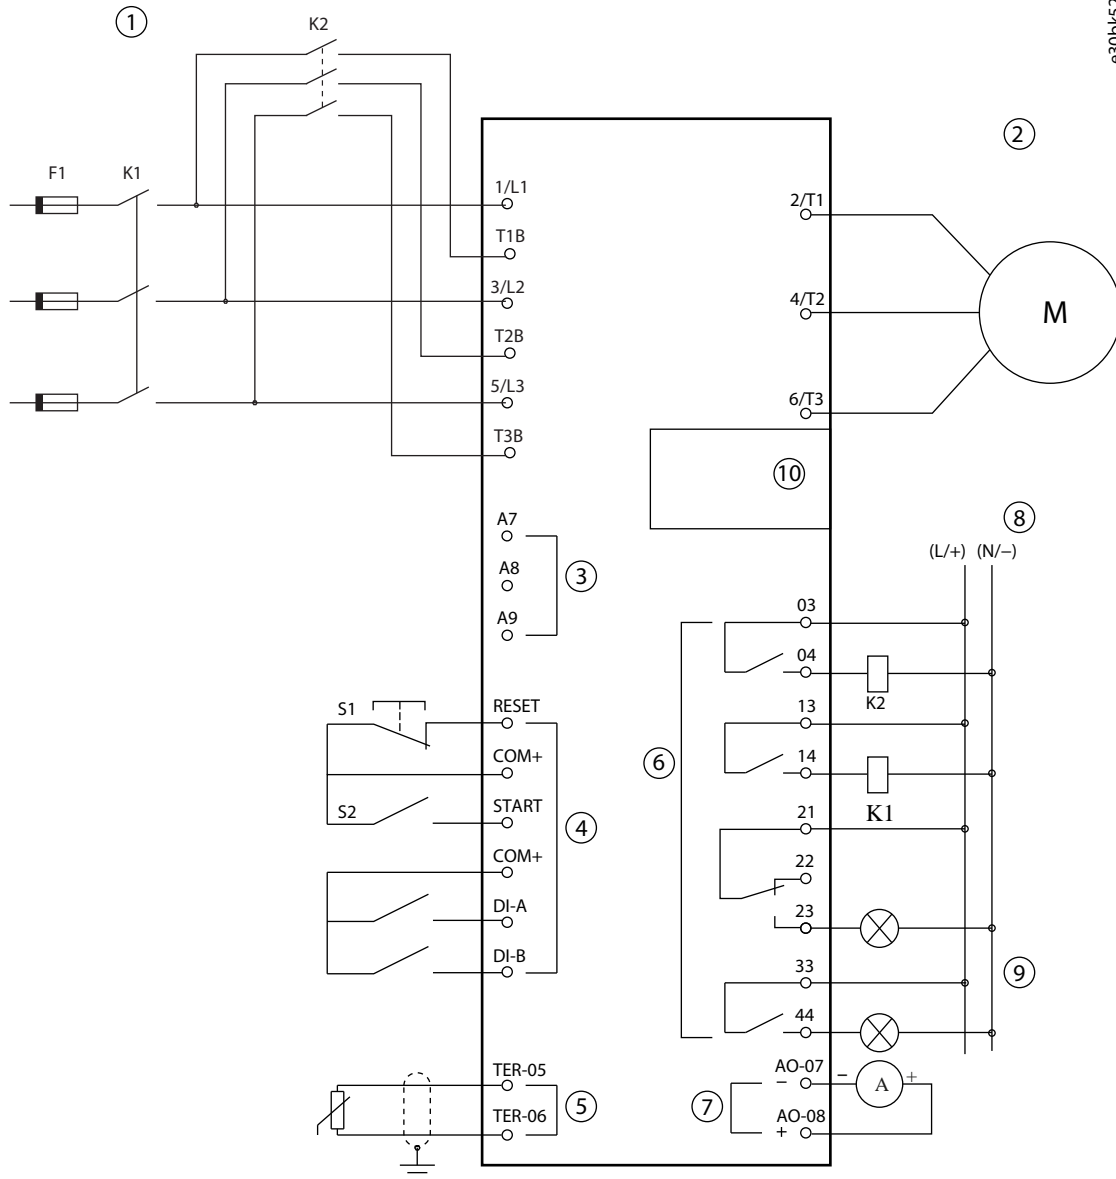 1
K2
e30bk52
2
F1
K1
1/L1
2/T1
T1B
3/L2
4/T2
M
T2B
5/L3
6/T3
T3B
10
A7
8
(L/+) (N/−)
A8
3
A9
03
04
K2
S1
RESET
13
COM+
6
14
K1
S2
START
4
21
COM+
22
DI-A
23
DI-B
33
9
44
TER-05
AO-07
− − A +
5
7
TER-06
AO-08
+